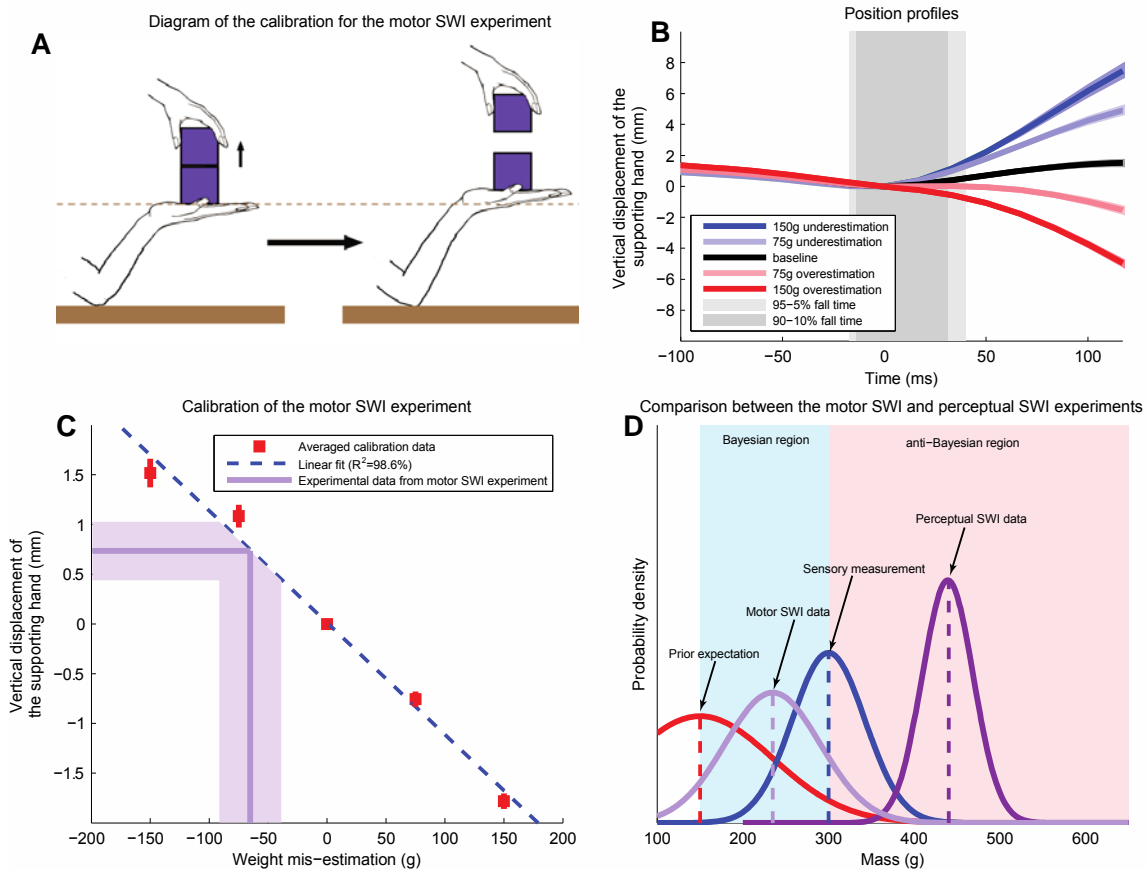 Diagram of the calibration for the motor SWI experiment
A
Position profiles
B
Vertical displacement of the
supporting hand (mm)
8
6
4
2
0
−2
−4
−6
−8
150g underestimation
75g underestimation
baseline
75g overestimation
150g overestimation
95−5% fall time
90−10% fall time
−100
−50
0
50
100
Time (ms)
Calibration of the motor SWI experiment
C
Averaged calibration data
Linear fit (R²=98.6%)
Experimental data from motor SWI experiment
Vertical displacement of
the supporting hand (mm)
1.5
1
0.5
0
−0.5
−1
−1.5
−200
−150
−100
−50
0
50
100
150
200
Weight mis−estimation (g)
Comparison between the motor SWI and perceptual SWI experiments
D
Bayesian region
anti-Bayesian region
Perceptual SWI data
Sensory measurement
Motor SWI data
Prior expectation
Probability density
100
200
300
400
500
600
Mass (g)